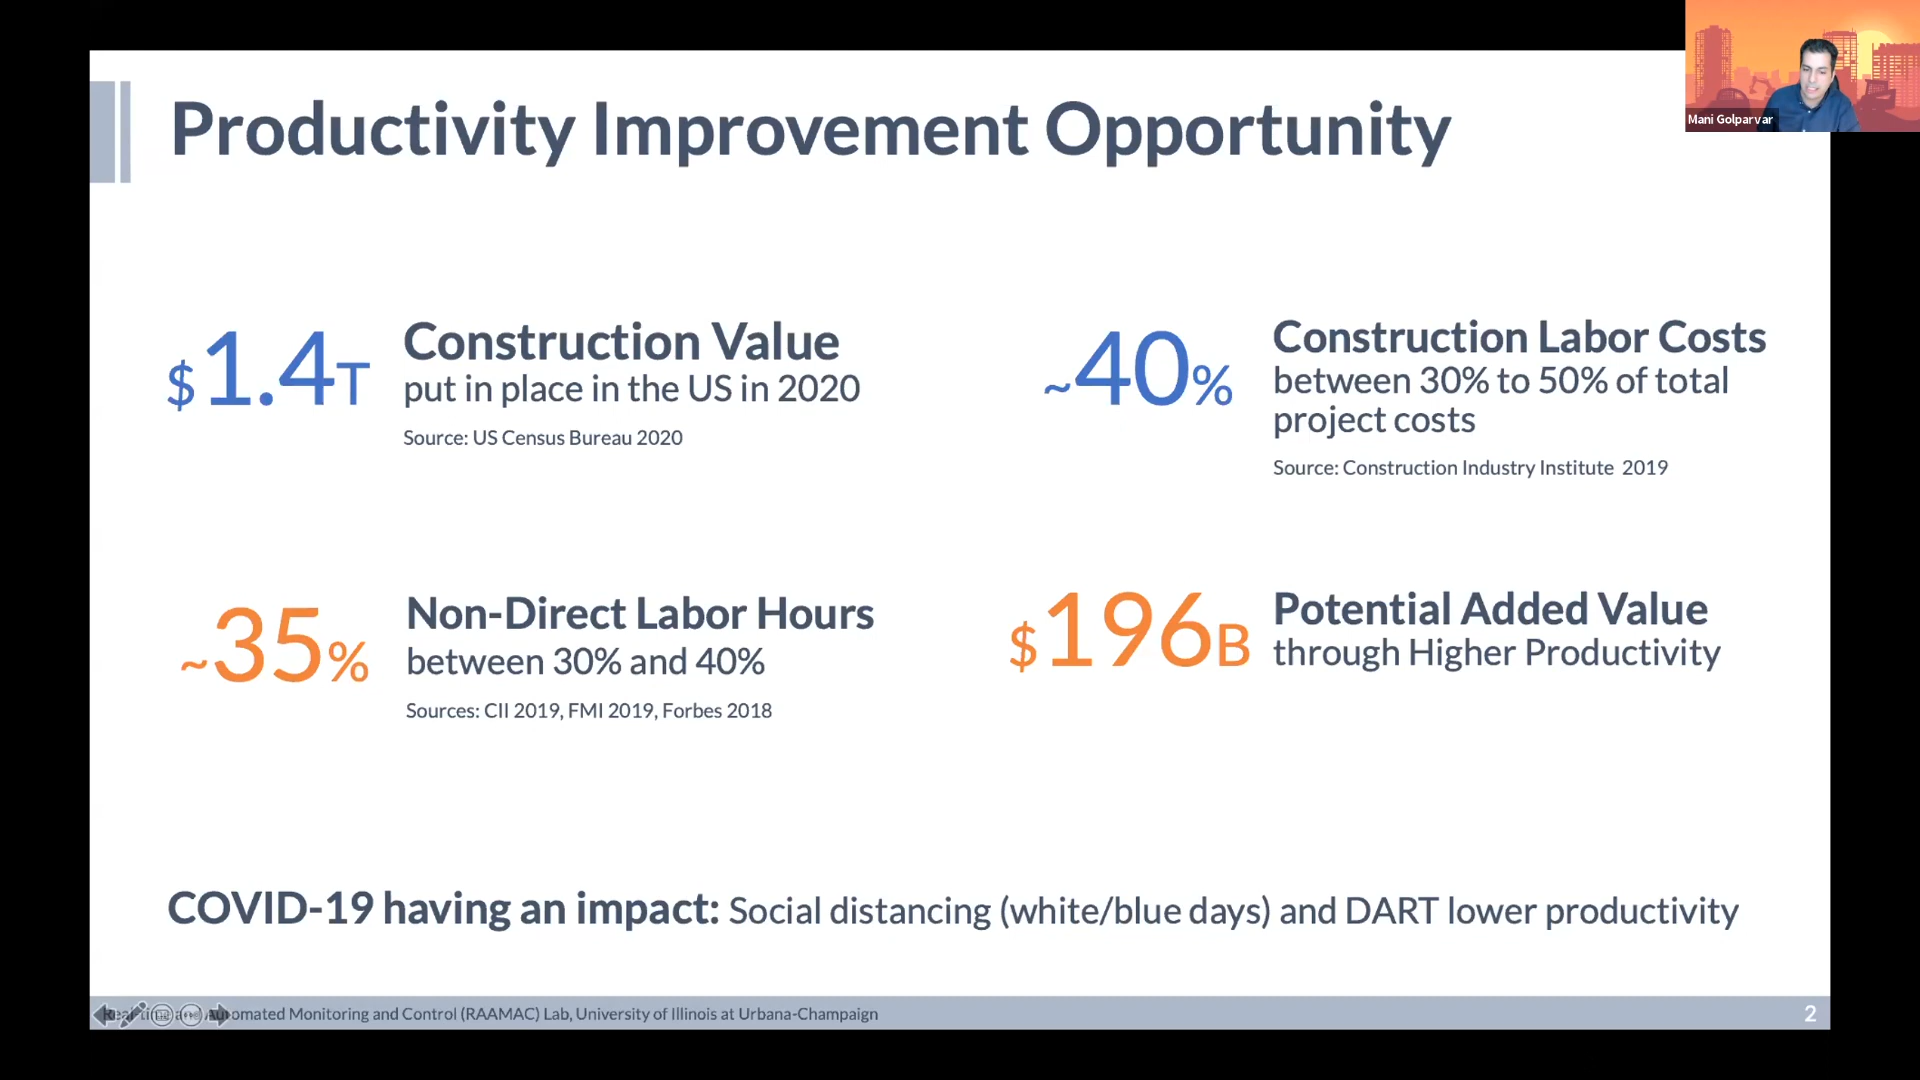 Mani Golparvar
Productivity Improvement Opportunity
$1.4T
Construction Value
put in place in the US in 2020
Source: US Census Bureau 2020
~40%
Construction Labor Costs
between 30% to 50% of total
project costs
Source: Construction Industry Institute 2019
~35%
Non-Direct Labor Hours
between 30% and 40%
Sources: CII 2019, FMI 2019, Forbes 2018
$196B
Potential Added Value
through Higher Productivity
COVID-19 having an impact: Social distancing (white/blue days) and DART lower productivity
Automated Monitoring and Control (RAAMAC) Lab, University of Illinois at Urbana-Champaign
2